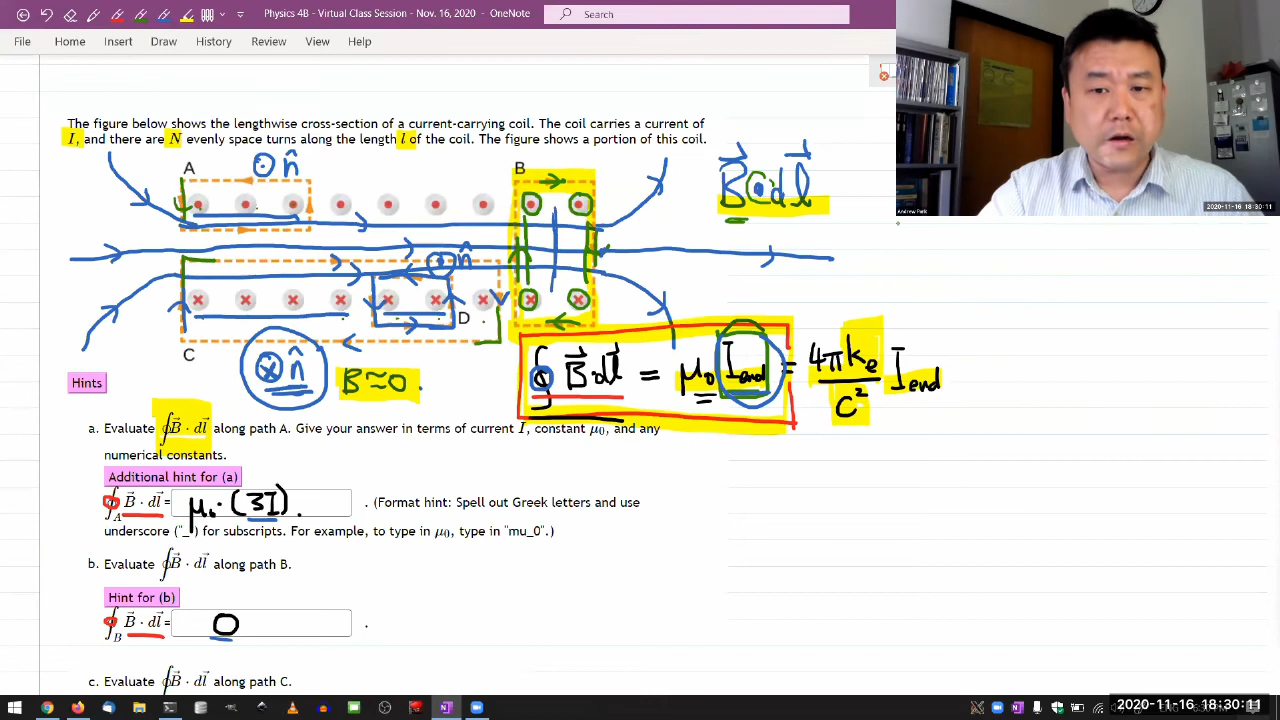 Physics 4B - Virtual Class Session - Nov. 16, 2020 - OneNote
Search
File Home Insert Draw History Review View Help
The figure below shows the lengthwise cross-section of a current-carrying coil. The coil carries a current of
I, and there are N evenly space turns along the length l of the coil. The figure shows a portion of this coil.
A
n̂
B
B⃗ · dl⃗
Andrew Park
2020-11-16 18:30:11
n̂
D
C
n̂
B ≈ 0.
∮ B⃗·dl⃗ = μ₀ I_end = 4πk_e/c² I_end
Hints
a. Evaluate ∮B⃗ · dl⃗ along path A. Give your answer in terms of current I, constant μ₀, and any
numerical constants.
Additional hint for (a)
∮_A B⃗ · dl⃗ = μ₀·(3I). . (Format hint: Spell out Greek letters and use
underscore ("_") for subscripts. For example, to type in μ₀, type in "mu_0".)
b. Evaluate ∮B⃗ · dl⃗ along path B.
Hint for (b)
∮_B B⃗ · dl⃗ = 0 .
c. Evaluate ∮B⃗ · dl⃗ along path C.
2020-11-16 18:30:11